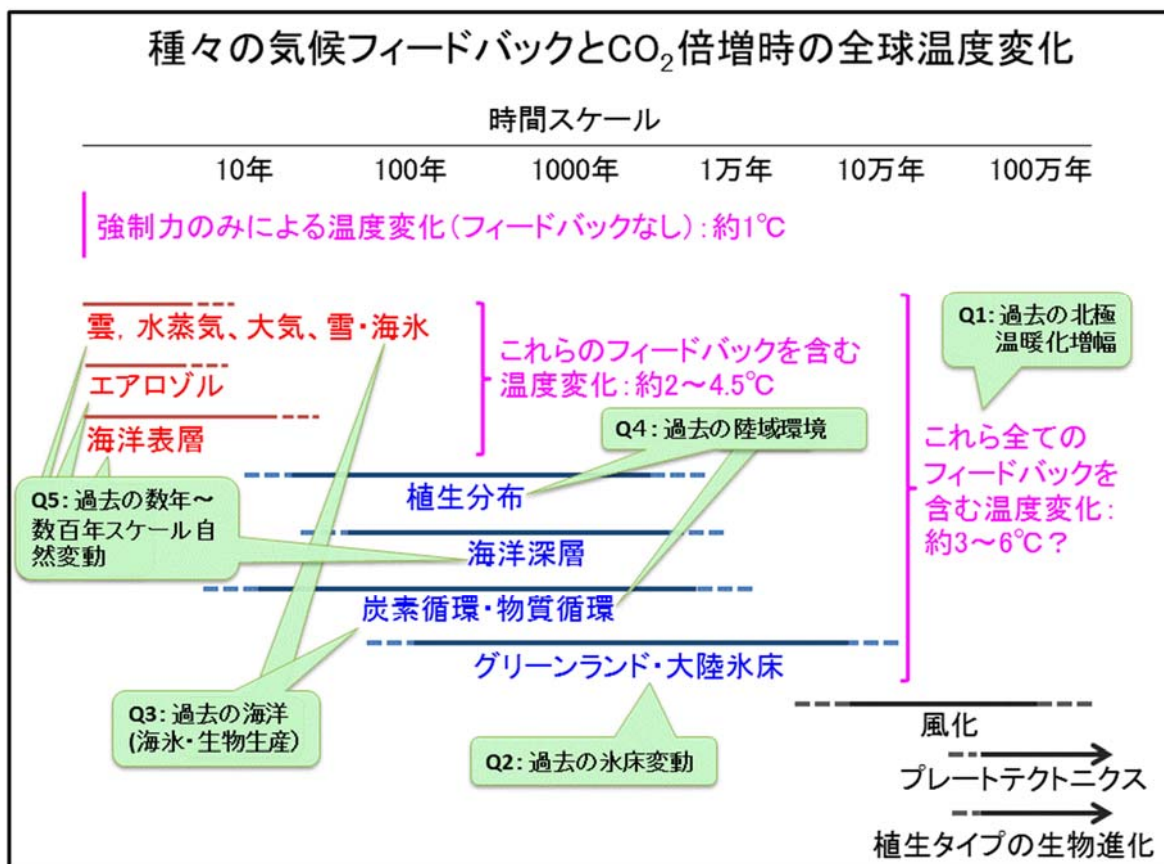 種々の気候フィードバックとCO₂倍増時の全球温度変化
時間スケール
10年 100年 1000年 1万年 10万年 100万年
強制力のみによる温度変化(フィードバックなし):約1℃
雲，水蒸気、大気、雪・海氷
エアロゾル
海洋表層
これらのフィードバックを含む
温度変化:約2～4.5℃
Q1:過去の北極
温暖化増幅
Q4:過去の陸域環境
これら全ての
フィードバックを
含む温度変化:
約3～6℃？
Q5:過去の数年～
数百年スケール自
然変動
植生分布
海洋深層
炭素循環・物質循環
グリーンランド・大陸氷床
Q3:過去の海洋
(海氷・生物生産)
Q2:過去の氷床変動
風化
プレートテクトニクス
植生タイプの生物進化